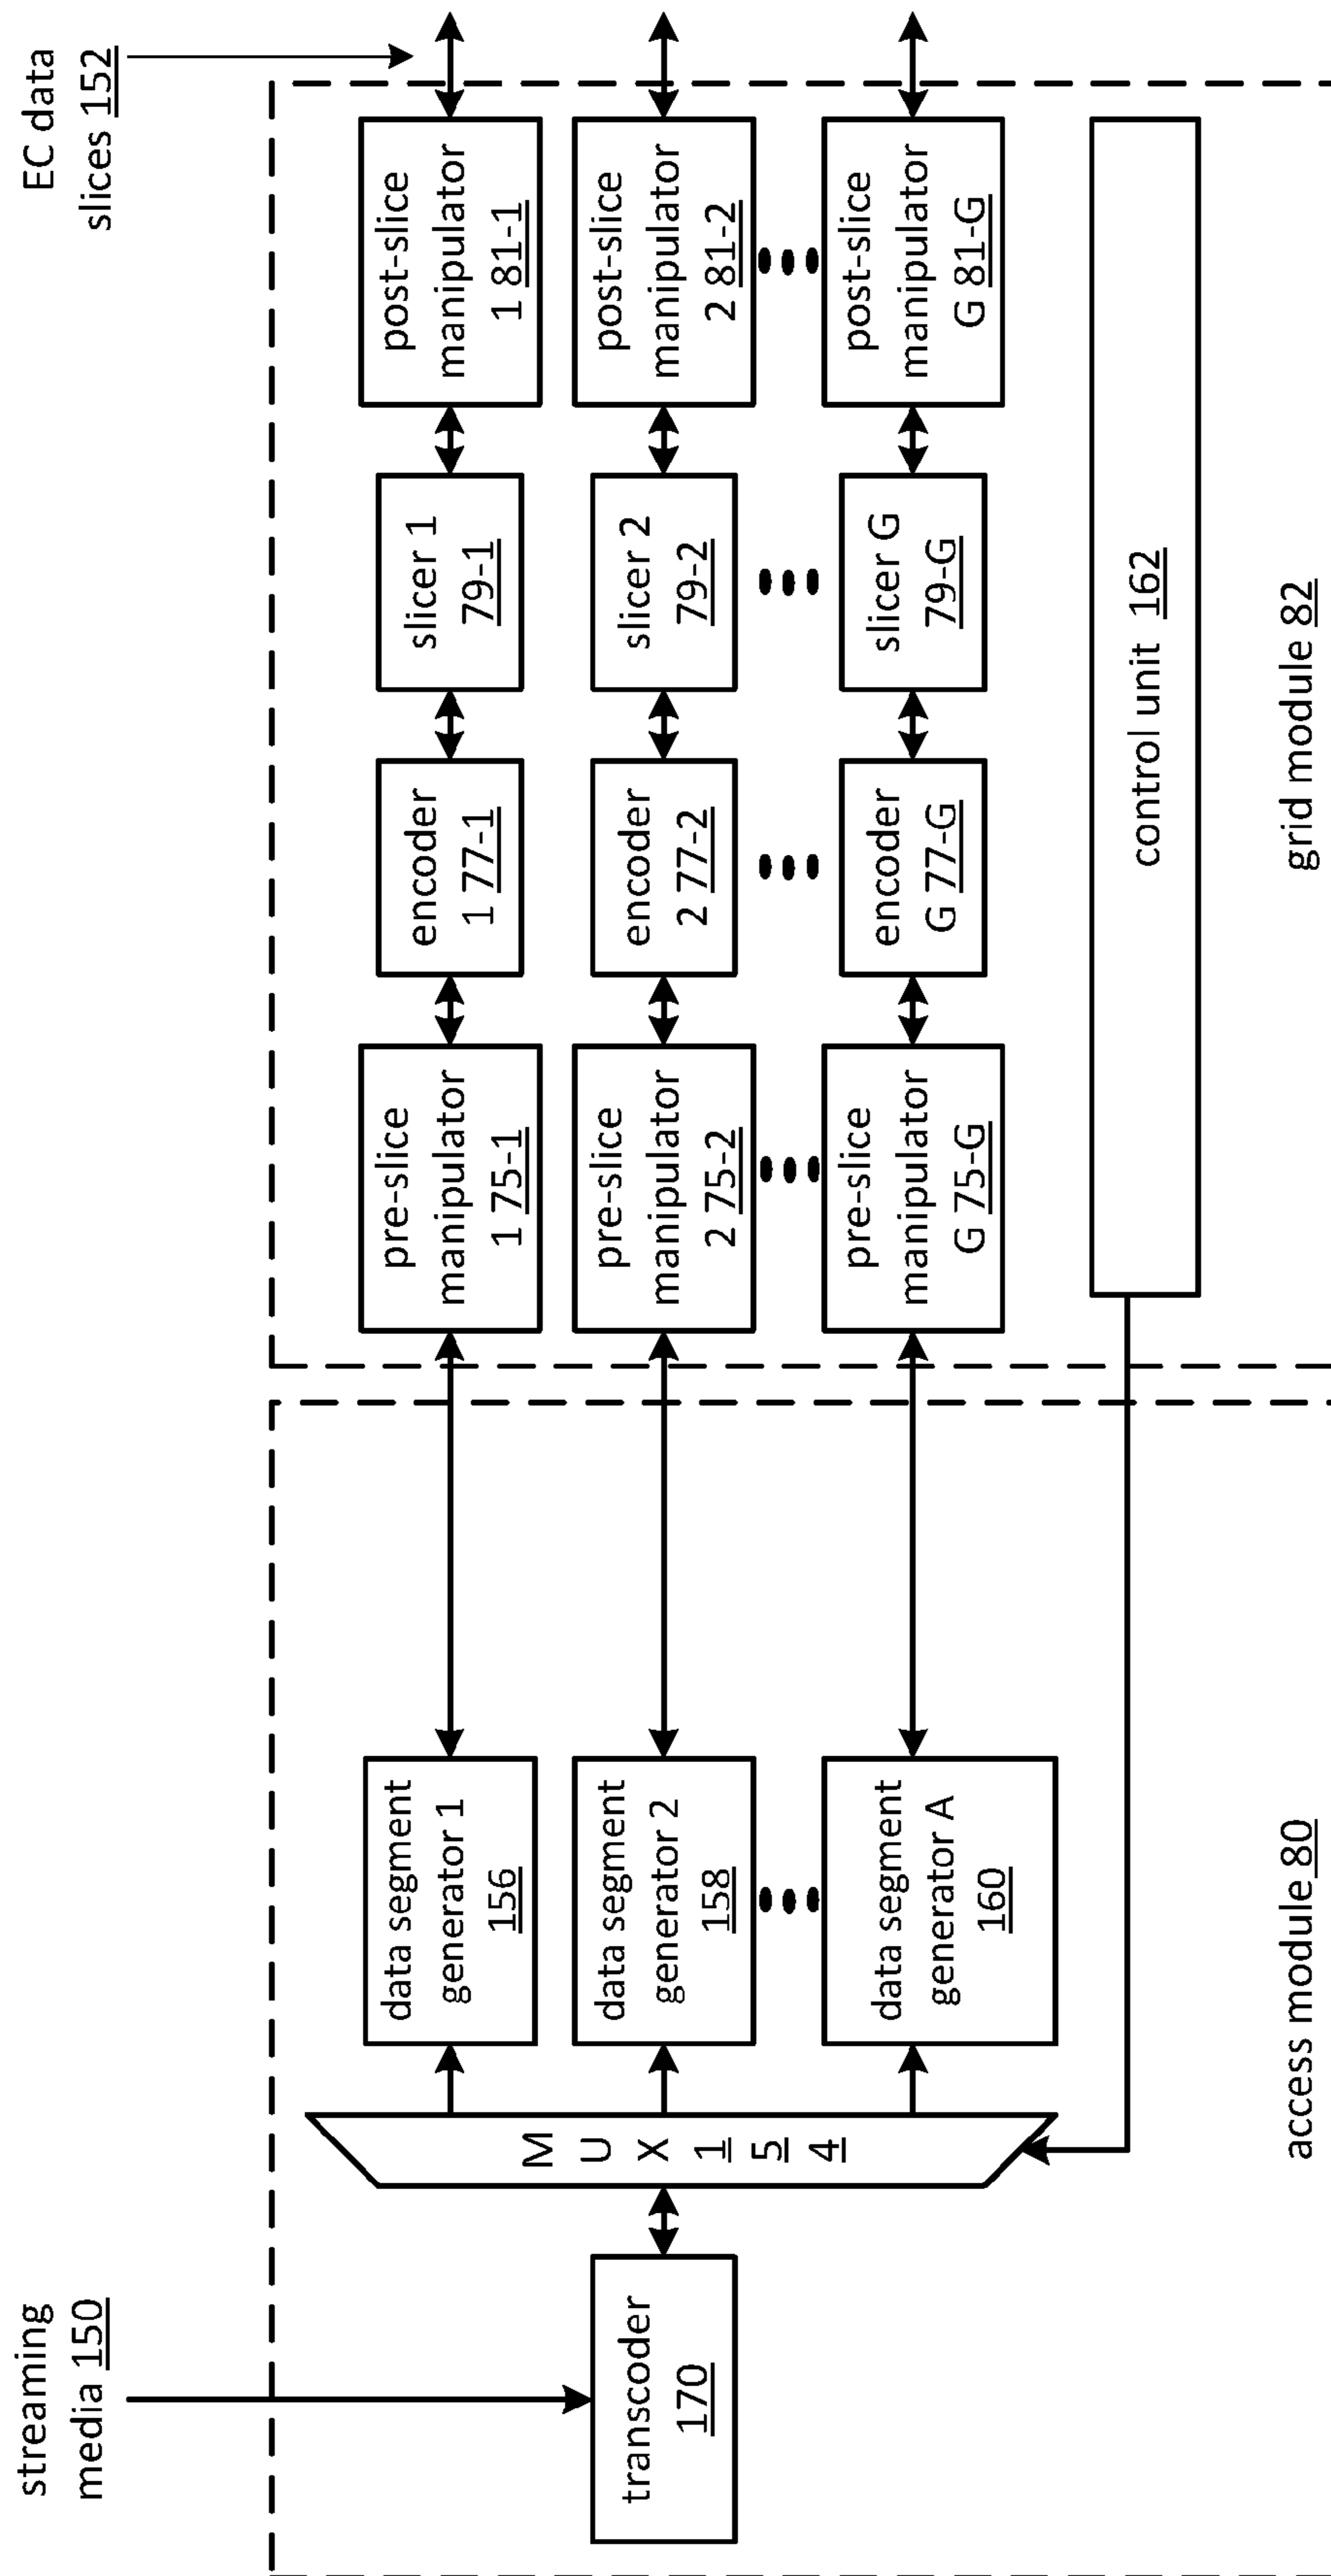 streaming
media 150
EC data
slices 152
transcoder
170
M
U
X
1
5
4
data segment
generator 1
156
data segment
generator 2
158
data segment
generator A
160
pre-slice
manipulator
1 75-1
pre-slice
manipulator
2 75-2
pre-slice
manipulator
G 75-G
encoder
1 77-1
encoder
2 77-2
encoder
G 77-G
slicer 1
79-1
slicer 2
79-2
slicer G
79-G
post-slice
manipulator
1 81-1
post-slice
manipulator
2 81-2
post-slice
manipulator
G 81-G
control unit 162
access module 80
grid module 82